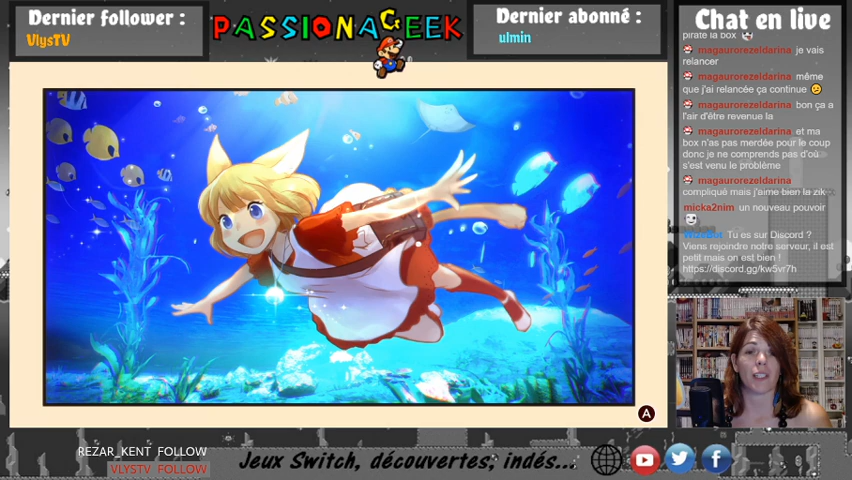 Dernier follower :
VlysTV
PASSIONAGEEK
Dernier abonné :
ulmin
Chat en live
pirate la box
magaurorezeldarina je vais
relancer
magaurorezeldarina même
que j'ai relancée ça continue
magaurorezeldarina bon ça a
l'air d'être revenue la
magaurorezeldarina et ma
box n'as pas merdée pour le coup
donc je ne comprends pas d'où
s'est venu le problème
magaurorezeldarina
compliqué mais j'aime bien la zik
micka2nim un nouveau pouvoir
WizeBot Tu es sur Discord ?
Viens rejoindre notre serveur, il est
petit mais on est bien !
https://discord.gg/kw5vr7h
A
REZAR_KENT FOLLOW
VLYSTV FOLLOW
Jeux Switch, découvertes, indés...